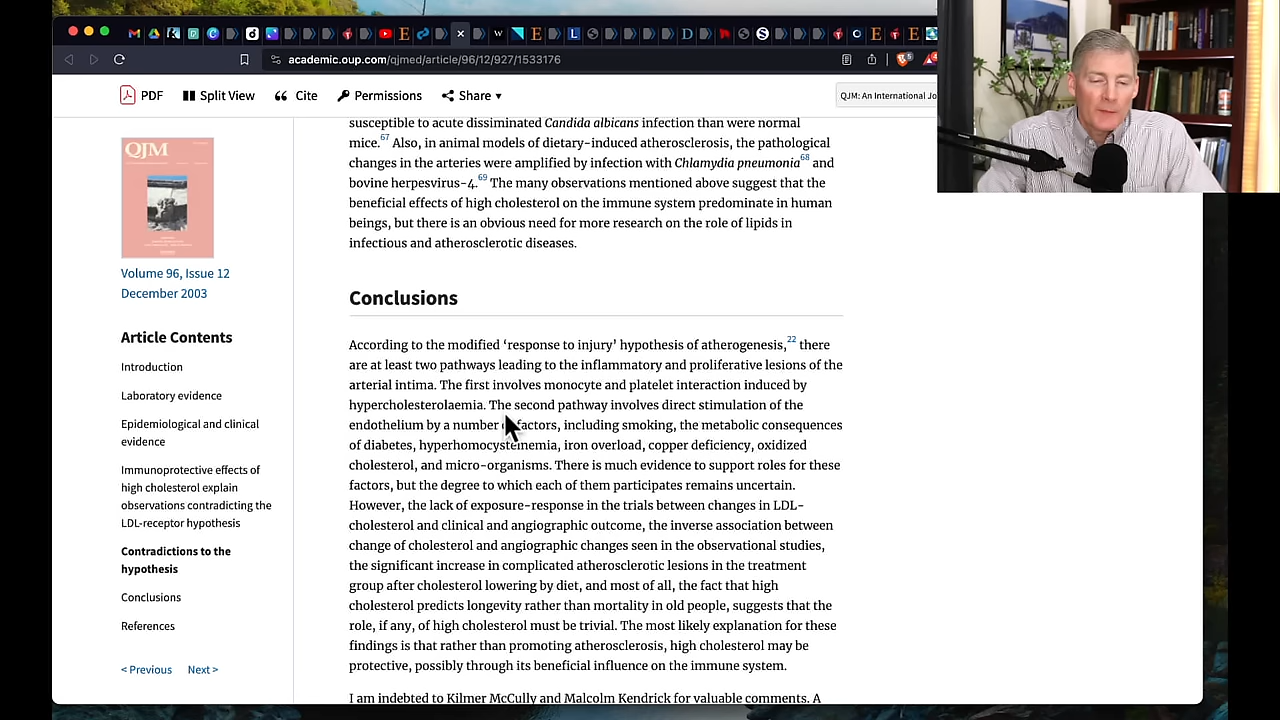 academic.oup.com/qjmed/article/96/12/927/1533176
PDF Split View Cite Permissions Share
QJM: An International Jo
QJM
Volume 96, Issue 12
December 2003
Article Contents
Introduction
Laboratory evidence
Epidemiological and clinical
evidence
Immunoprotective effects of
high cholesterol explain
observations contradicting the
LDL-receptor hypothesis
Contradictions to the
hypothesis
Conclusions
References
< Previous Next >
susceptible to acute disseminated Candida albicans infection than were normal
mice.67 Also, in animal models of dietary-induced atherosclerosis, the pathological
changes in the arteries were amplified by infection with Chlamydia pneumonia68 and
bovine herpesvirus-4.69 The many observations mentioned above suggest that the
beneficial effects of high cholesterol on the immune system predominate in human
beings, but there is an obvious need for more research on the role of lipids in
infectious and atherosclerotic diseases.
Conclusions
According to the modified ‘response to injury’ hypothesis of atherogenesis,22 there
are at least two pathways leading to the inflammatory and proliferative lesions of the
arterial intima. The first involves monocyte and platelet interaction induced by
hypercholesterolaemia. The second pathway involves direct stimulation of the
endothelium by a number of factors, including smoking, the metabolic consequences
of diabetes, hyperhomocysteinemia, iron overload, copper deficiency, oxidized
cholesterol, and micro-organisms. There is much evidence to support roles for these
factors, but the degree to which each of them participates remains uncertain.
However, the lack of exposure-response in the trials between changes in LDL-
cholesterol and clinical and angiographic outcome, the inverse association between
change of cholesterol and angiographic changes seen in the observational studies,
the significant increase in complicated atherosclerotic lesions in the treatment
group after cholesterol lowering by diet, and most of all, the fact that high
cholesterol predicts longevity rather than mortality in old people, suggests that the
role, if any, of high cholesterol must be trivial. The most likely explanation for these
findings is that rather than promoting atherosclerosis, high cholesterol may be
protective, possibly through its beneficial influence on the immune system.
I am indebted to Kilmer McCully and Malcolm Kendrick for valuable comments. A